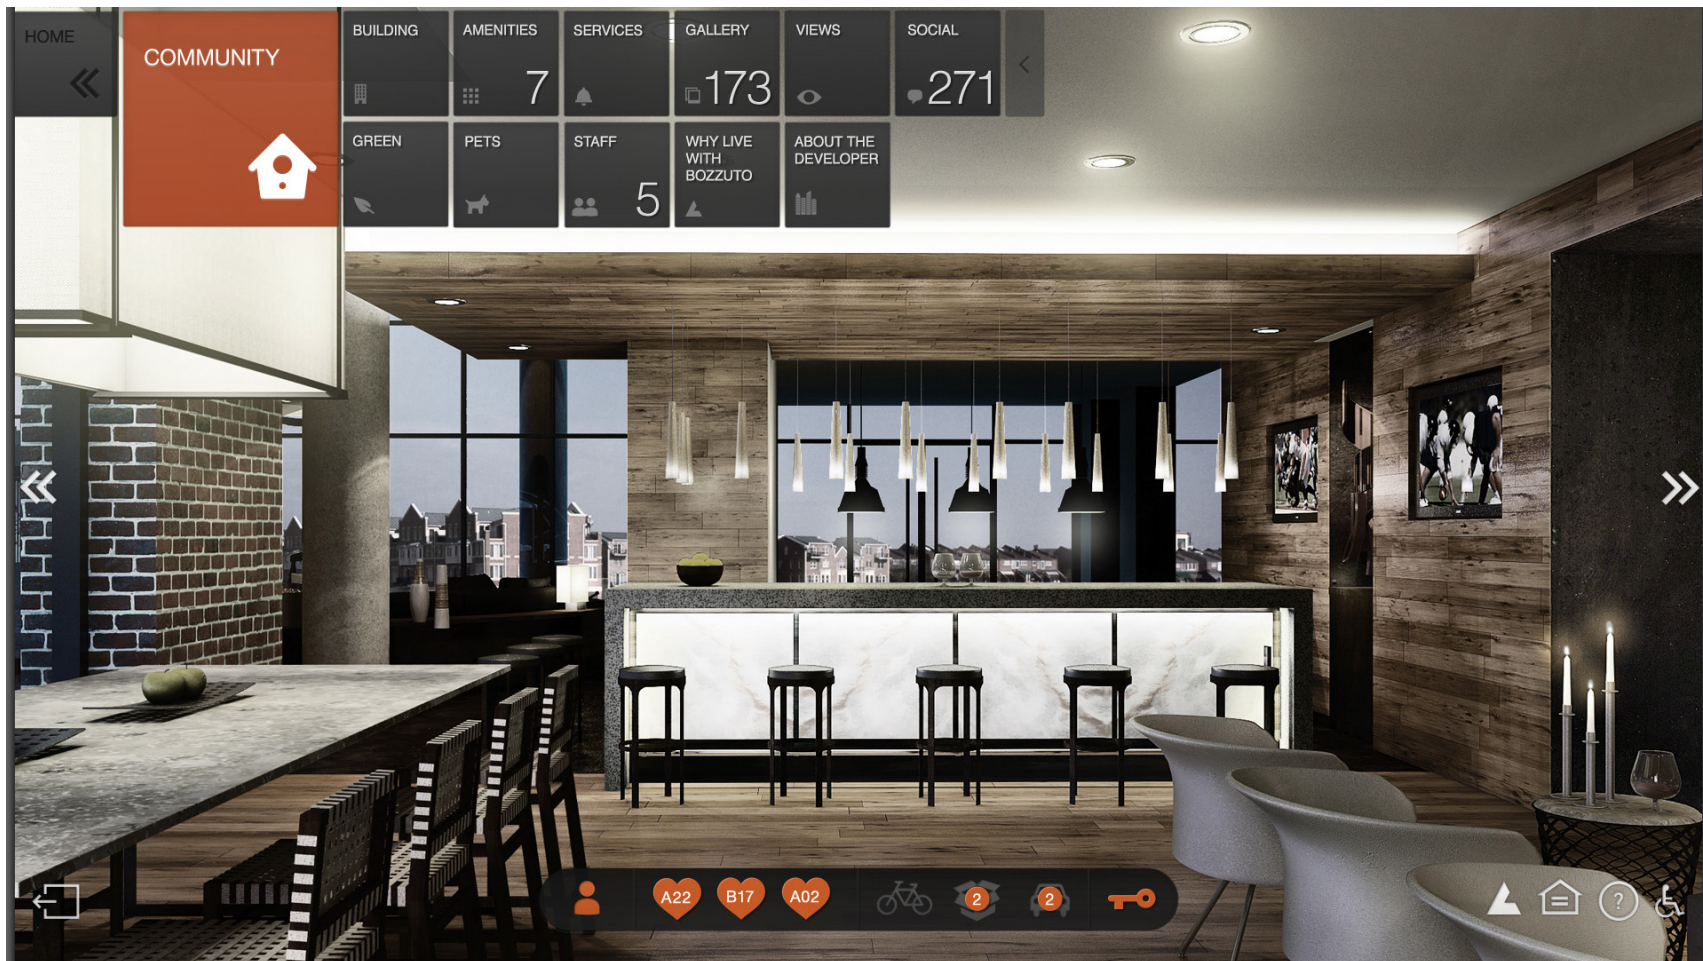 HOME
COMMUNITY
BUILDING
AMENITIES
7
SERVICES
GALLERY
173
VIEWS
SOCIAL
271
GREEN
PETS
STAFF
5
WHY LIVE
WITH
BOZZUTO
ABOUT THE
DEVELOPER
A22
B17
A02
2
2
?